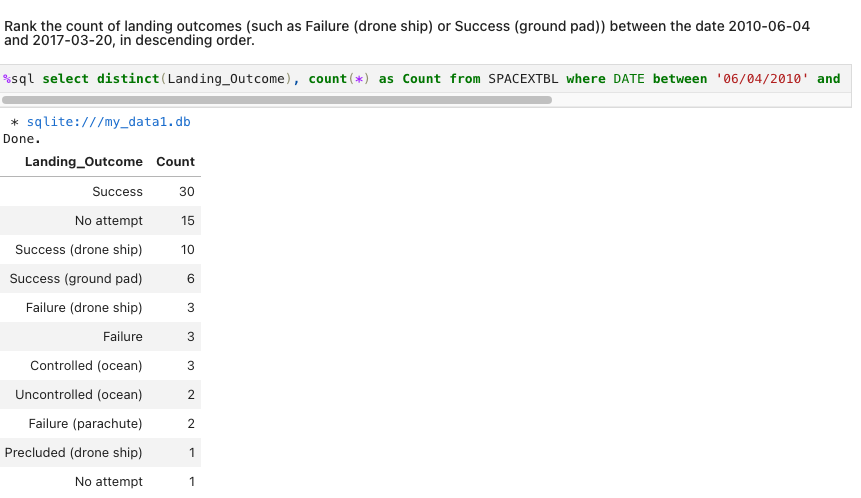 Rank the count of landing outcomes (such as Failure (drone ship) or Success (ground pad)) between the date 2010-06-04
and 2017-03-20, in descending order.
%sql select distinct(Landing_Outcome), count(*) as Count from SPACEXTBL where DATE between '06/04/2010' and
* sqlite:///my_data1.db
Done.
Landing_Outcome Count
Success 30
No attempt 15
Success (drone ship) 10
Success (ground pad) 6
Failure (drone ship) 3
Failure 3
Controlled (ocean) 3
Uncontrolled (ocean) 2
Failure (parachute) 2
Precluded (drone ship) 1
No attempt 1